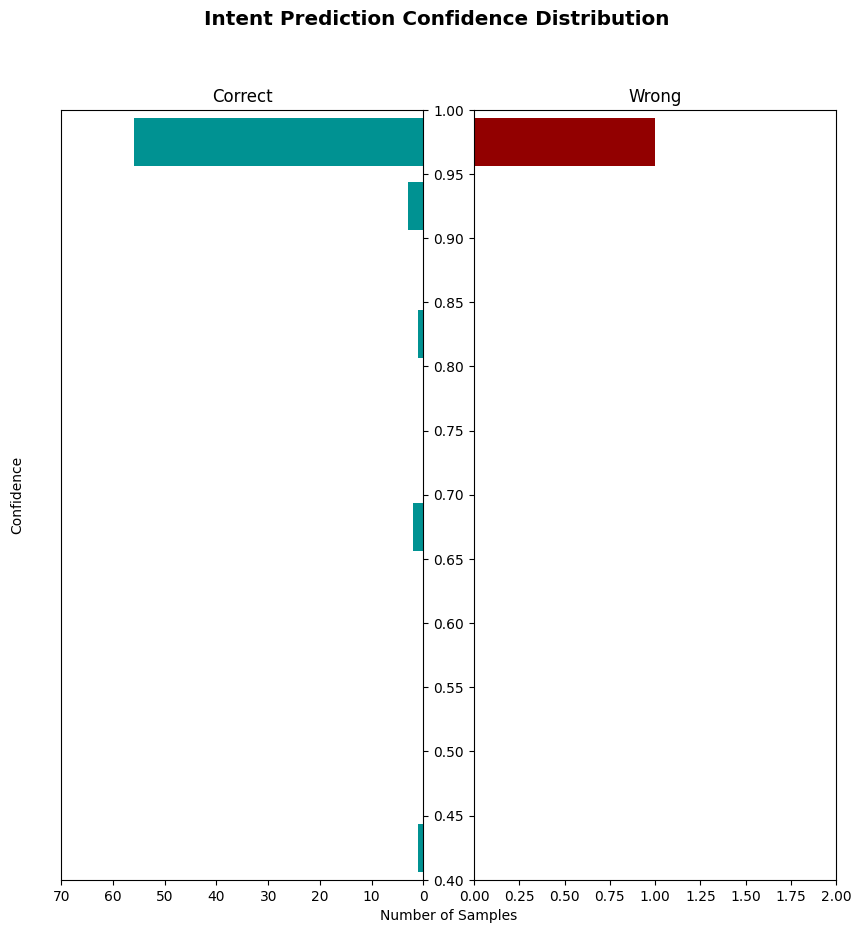 Intent Prediction Confidence Distribution
Correct
Wrong
1.00
0.95
0.90
0.85
0.80
0.75
0.70
0.65
0.60
0.55
0.50
0.45
0.40
Confidence
70 60 50 40 30 20 10 0
0.00 0.25 0.50 0.75 1.00 1.25 1.50 1.75 2.00
Number of Samples